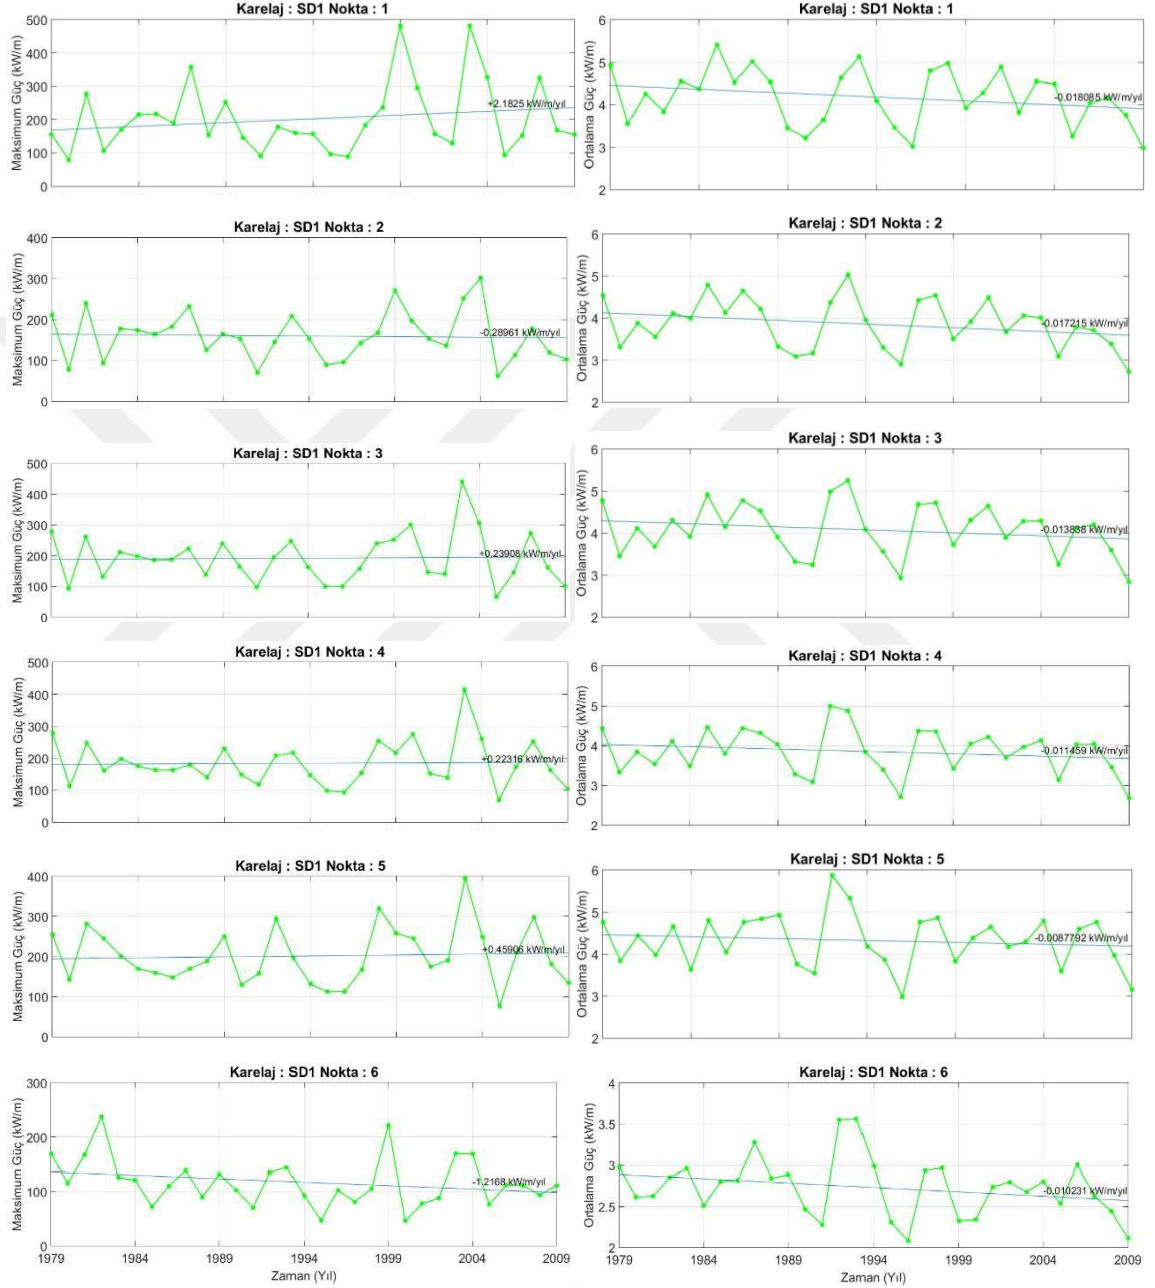 Karelaj : SD1 Nokta : 1
Maksimum Güç (kW/m)
500
400
300
200
100
0
+2.1825 kW/m/yıl
Karelaj : SD1 Nokta : 1
Ortalama Güç (kW/m)
6
5
4
3
2
-0.018085 kW/m/yıl
Karelaj : SD1 Nokta : 2
Maksimum Güç (kW/m)
400
300
200
100
0
-0.28961 kW/m/yıl
Karelaj : SD1 Nokta : 2
Ortalama Güç (kW/m)
6
5
4
3
2
-0.017215 kW/m/yıl
Karelaj : SD1 Nokta : 3
Maksimum Güç (kW/m)
500
400
300
200
100
0
+0.23908 kW/m/yıl
Karelaj : SD1 Nokta : 3
Ortalama Güç (kW/m)
6
5
4
3
2
-0.013838 kW/m/yıl
Karelaj : SD1 Nokta : 4
Maksimum Güç (kW/m)
500
400
300
200
100
0
+0.22316 kW/m/yıl
Karelaj : SD1 Nokta : 4
Ortalama Güç (kW/m)
6
5
4
3
2
-0.011459 kW/m/yıl
Karelaj : SD1 Nokta : 5
Maksimum Güç (kW/m)
400
300
200
100
0
+0.45906 kW/m/yıl
Karelaj : SD1 Nokta : 5
Ortalama Güç (kW/m)
6
5
4
3
2
-0.0087792 kW/m/yıl
Karelaj : SD1 Nokta : 6
Maksimum Güç (kW/m)
300
200
100
0
-1.2168 kW/m/yıl
1979 1984 1989 1994 1999 2004 2009
Zaman (Yıl)
Karelaj : SD1 Nokta : 6
Ortalama Güç (kW/m)
4
3.5
3
2.5
2
-0.010231 kW/m/yıl
1979 1984 1989 1994 1999 2004 2009
Zaman (Yıl)